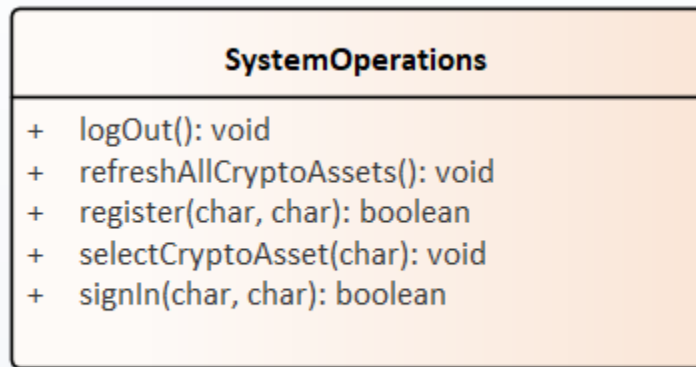 SystemOperations
+ logOut(): void
+ refreshAllCryptoAssets(): void
+ register(char, char): boolean
+ selectCryptoAsset(char): void
+ signIn(char, char): boolean